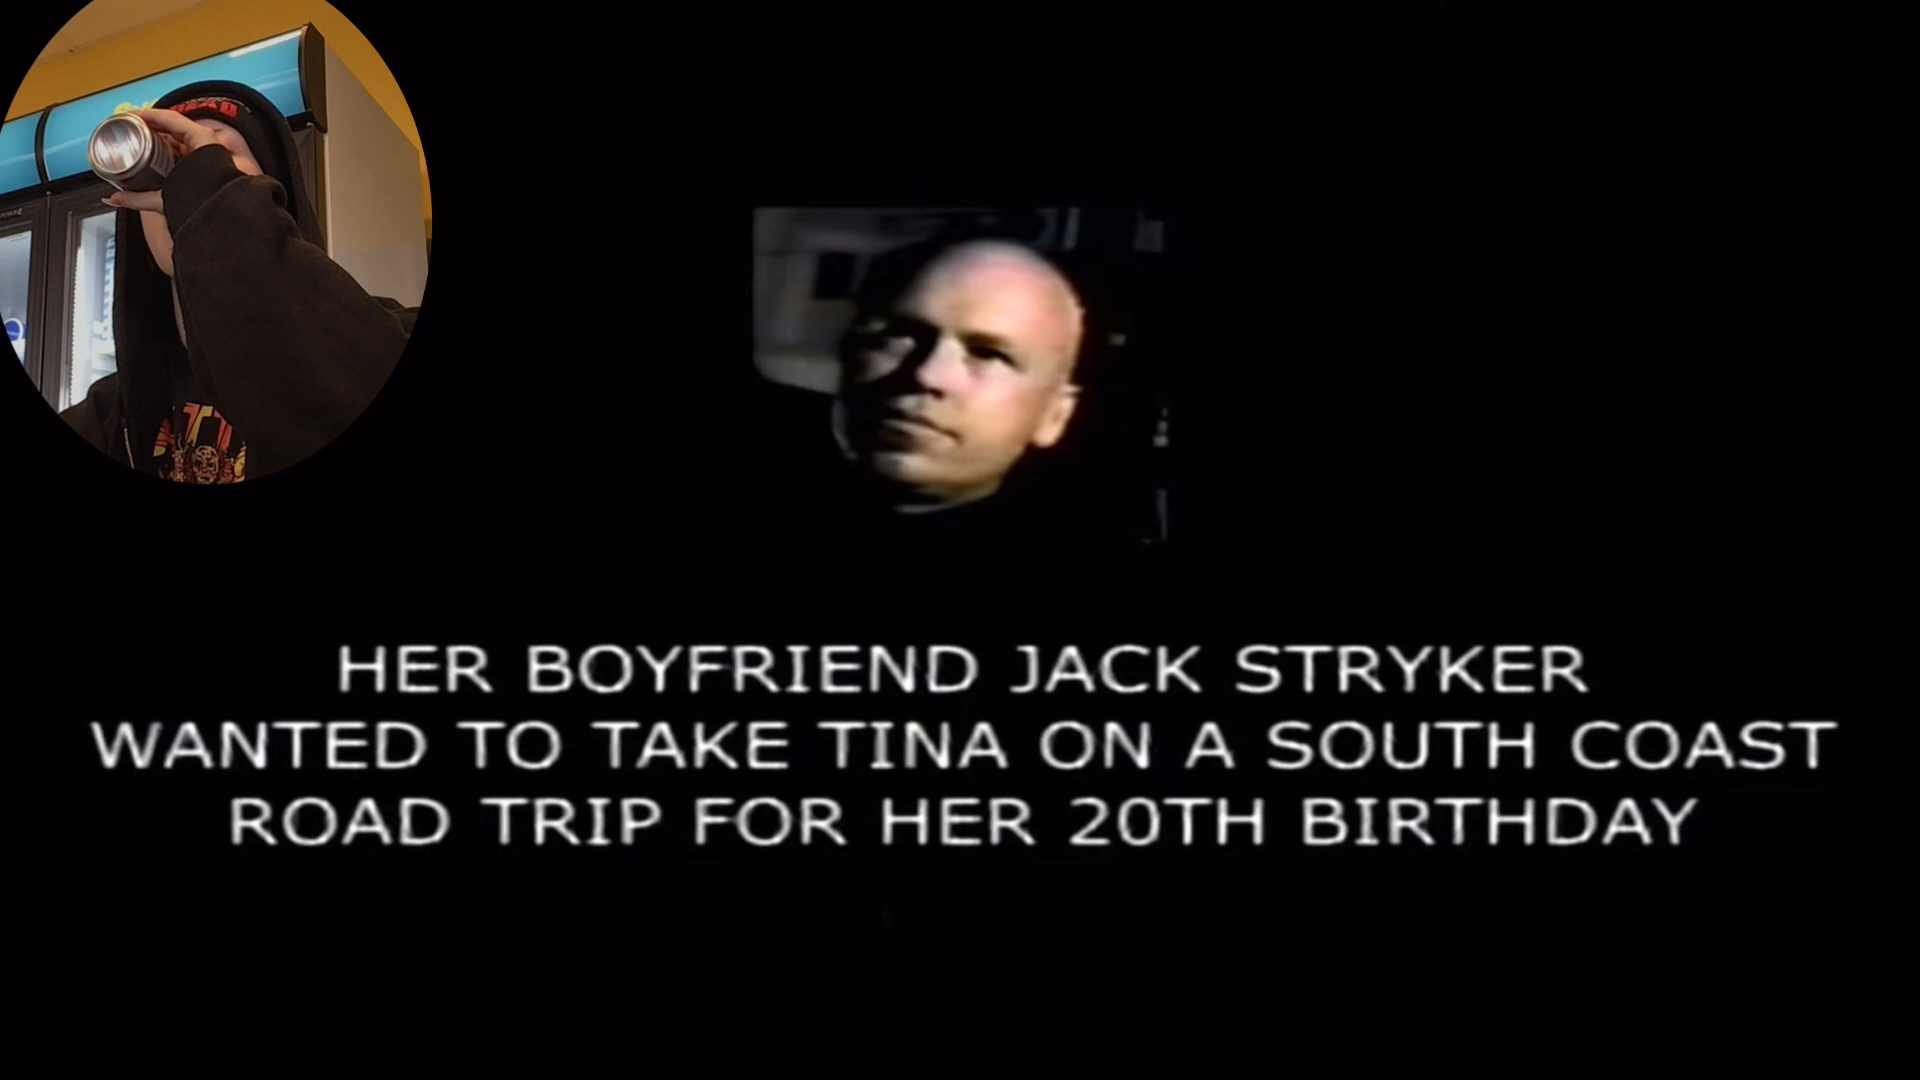 HER BOYFRIEND JACK STRYKER
WANTED TO TAKE TINA ON A SOUTH COAST
ROAD TRIP FOR HER 20TH BIRTHDAY